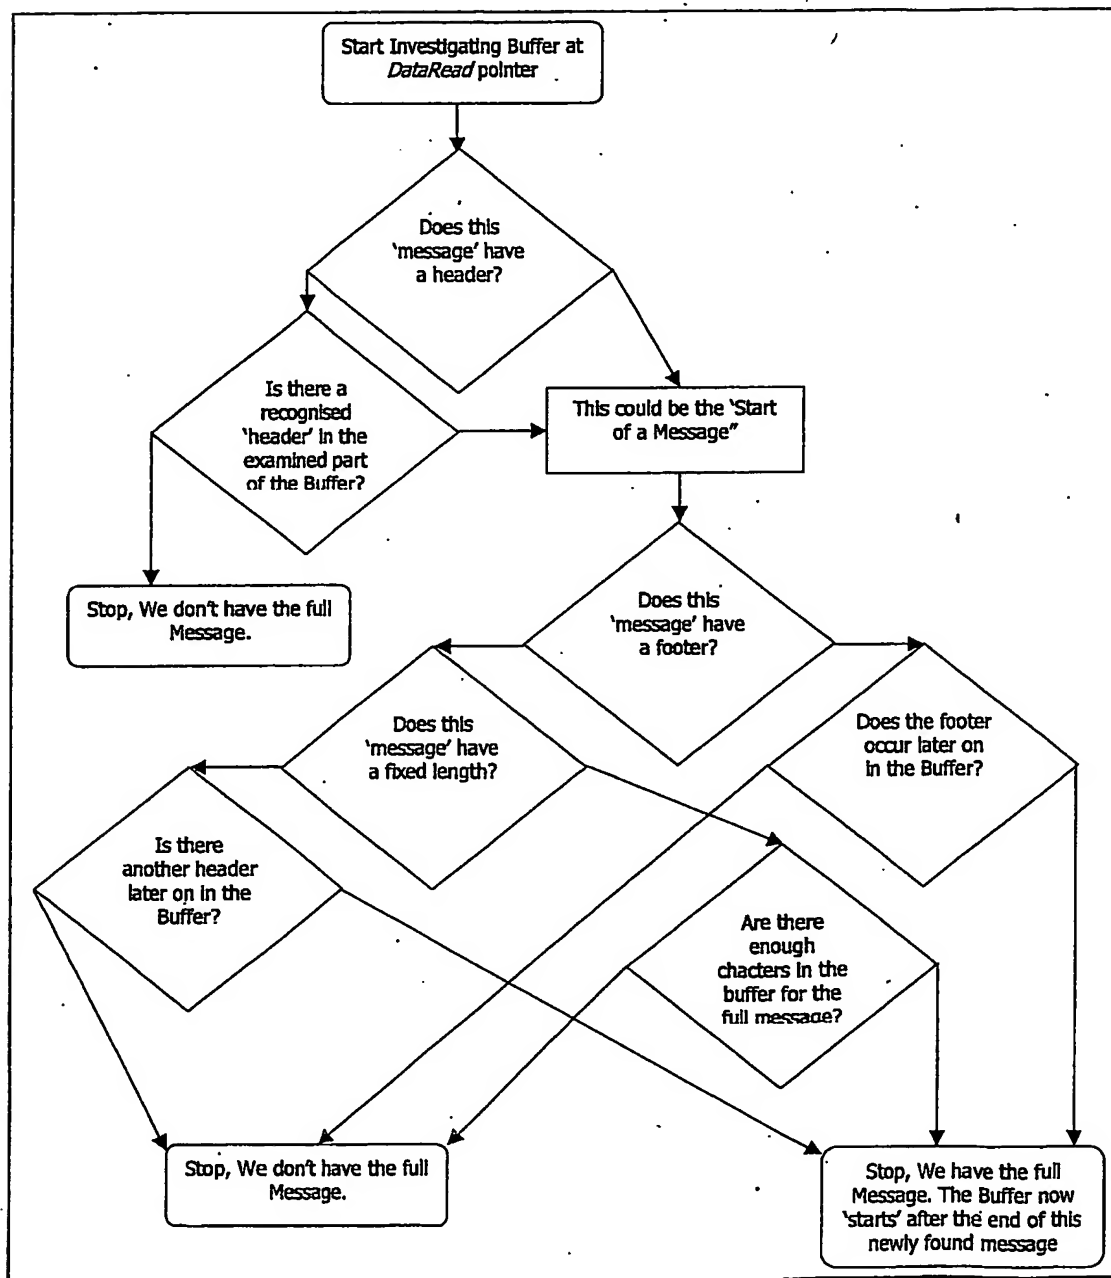 Start Investigating Buffer at
DataRead pointer
Does this
'message' have
a header?
Is there a
recognised
'header' in the
examined part
of the Buffer?
This could be the 'Start
of a Message"
Stop, We don't have the full
Message.
Does this
'message' have
a footer?
Does this
'message' have
a fixed length?
Does the footer
occur later on
in the Buffer?
Is there
another header
later on in the
Buffer?
Are there
enough
chacters in the
buffer for the
full message?
Stop, We don't have the full
Message.
Stop, We have the full
Message. The Buffer now
'starts' after the end of this
newly found message